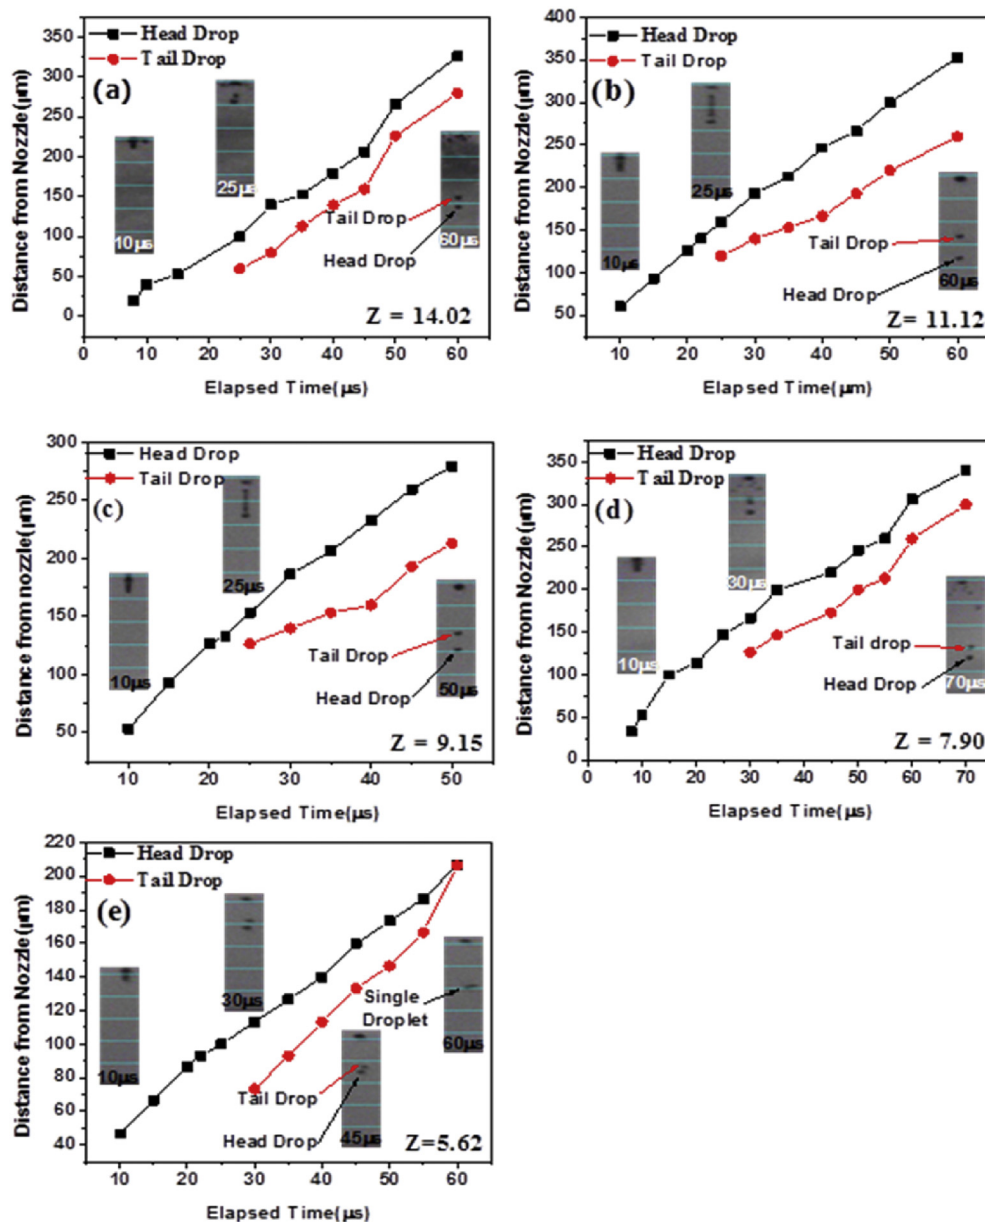 Head Drop
Tail Drop
(a)
Distance from Nozzle(μm)
350
300
250
200
150
100
50
0
10μs
25μs
60μs
Tail Drop
Head Drop
Z = 14.02
0 10 20 30 40 50 60
Elapsed Time(μs)
Head Drop
Tail Drop
(b)
Distance from Nozzle(μm)
400
350
300
250
200
150
100
50
10μs
25μs
60μs
Tail Drop
Head Drop
Z= 11.12
10 20 30 40 50 60
Elapsed Time(μm)
Head Drop
Tail Drop
(c)
Distance from nozzle(μm)
300
250
200
150
100
50
10μs
25μs
50μs
Tail Drop
Head Drop
Z = 9.15
10 20 30 40 50
Elapsed Time(μs)
Head Drop
Tail Drop
(d)
Distance from Nozzle(μm)
350
300
250
200
150
100
50
0
10μs
30μs
70μs
Tail drop
Head Drop
Z = 7.90
0 10 20 30 40 50 60 70
Elapsed Time(μs)
Head Drop
Tail Drop
(e)
Distance from Nozzle(μm)
220
200
180
160
140
120
100
80
60
40
10μs
30μs
45μs
60μs
Single
Droplet
Tail Drop
Head Drop
Z=5.62
10 20 30 40 50 60
Elapsed Time(μs)